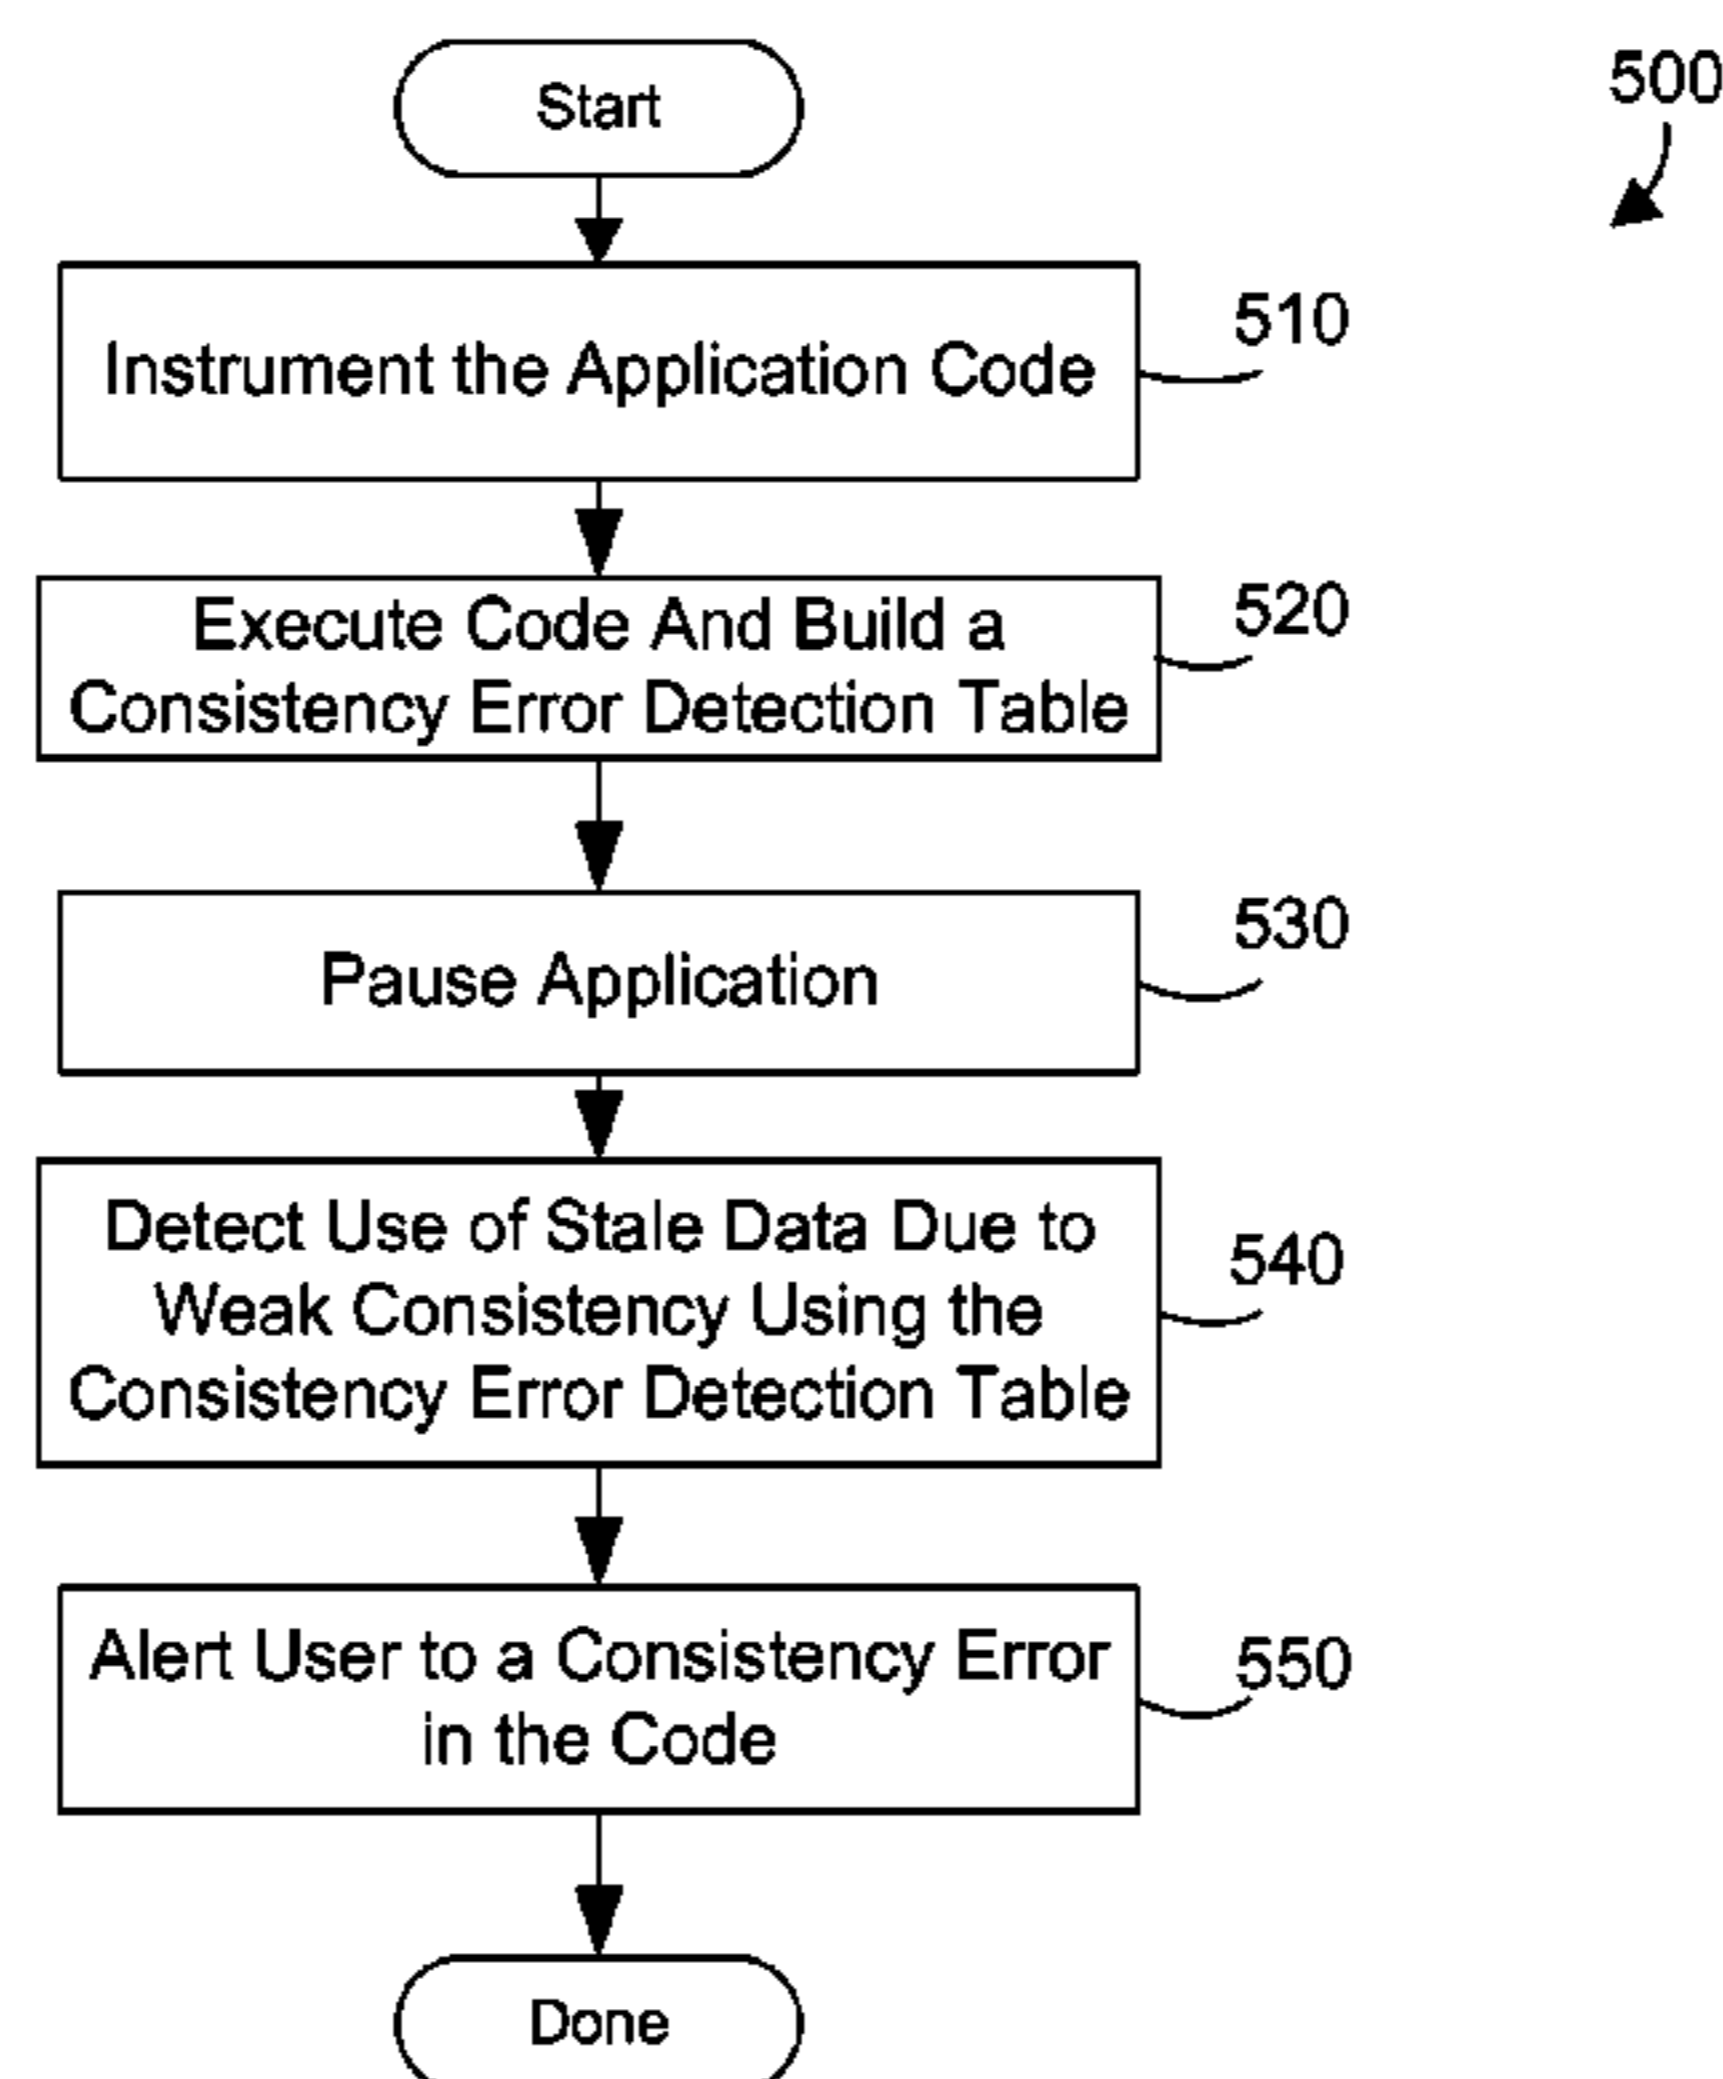 Start
500
Instrument the Application Code
510
Execute Code And Build a
Consistency Error Detection Table
520
Pause Application
530
Detect Use of Stale Data Due to
Weak Consistency Using the
Consistency Error Detection Table
540
Alert User to a Consistency Error
in the Code
550
Done